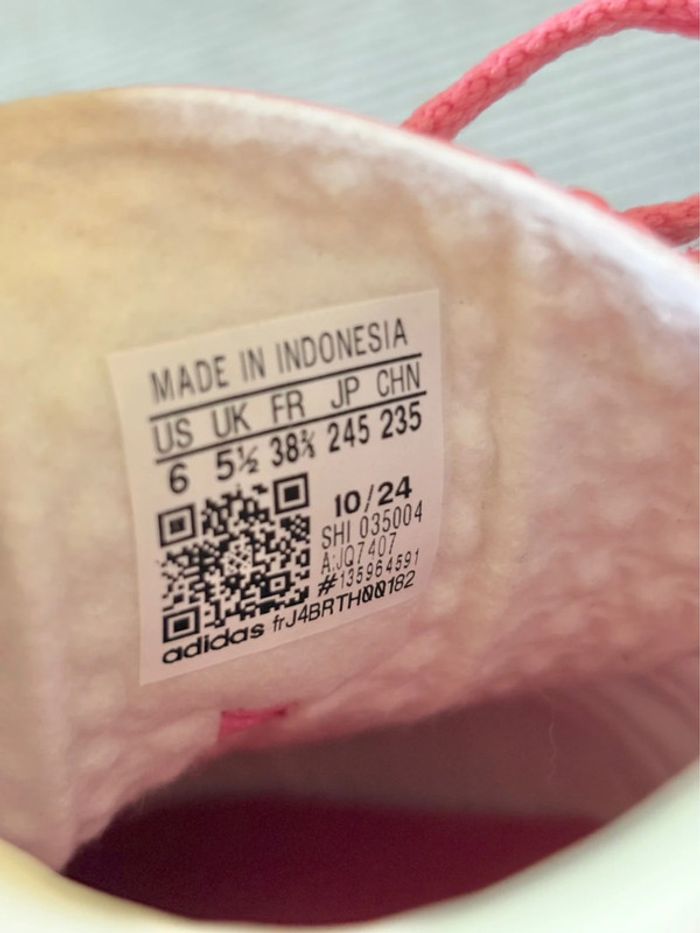 MADE IN INDONESIA
US UK FR JP CHN
6 5½ 38⅔ 245 235
10/24
SHI 035004
A:JQ7407
#135964591
adidas frJ4BRTH00182